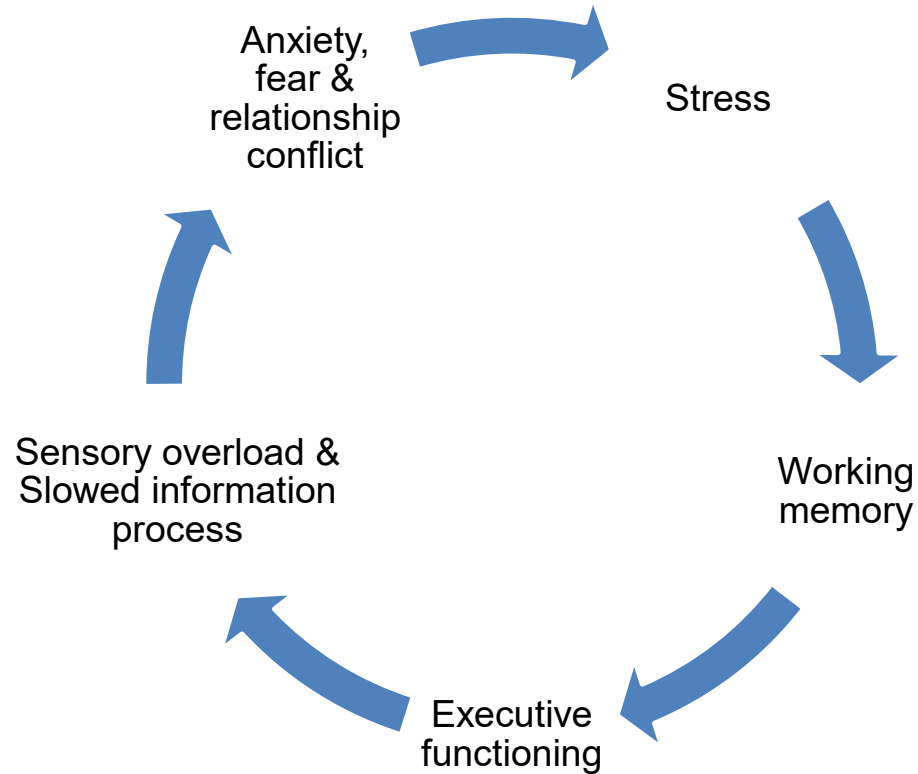 Anxiety,
fear &
relationship
conflict
Stress
Working
memory
Executive
functioning
Sensory overload &
Slowed information
process